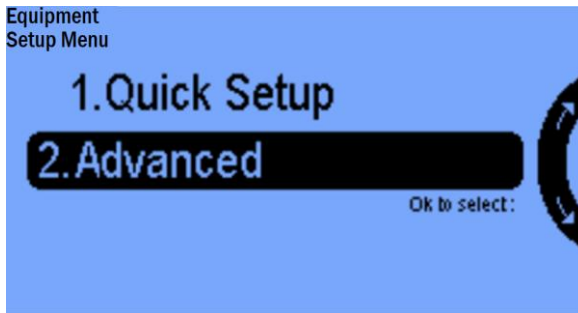 Equipment
Setup Menu
1.Quick Setup
2.Advanced
Ok to select: